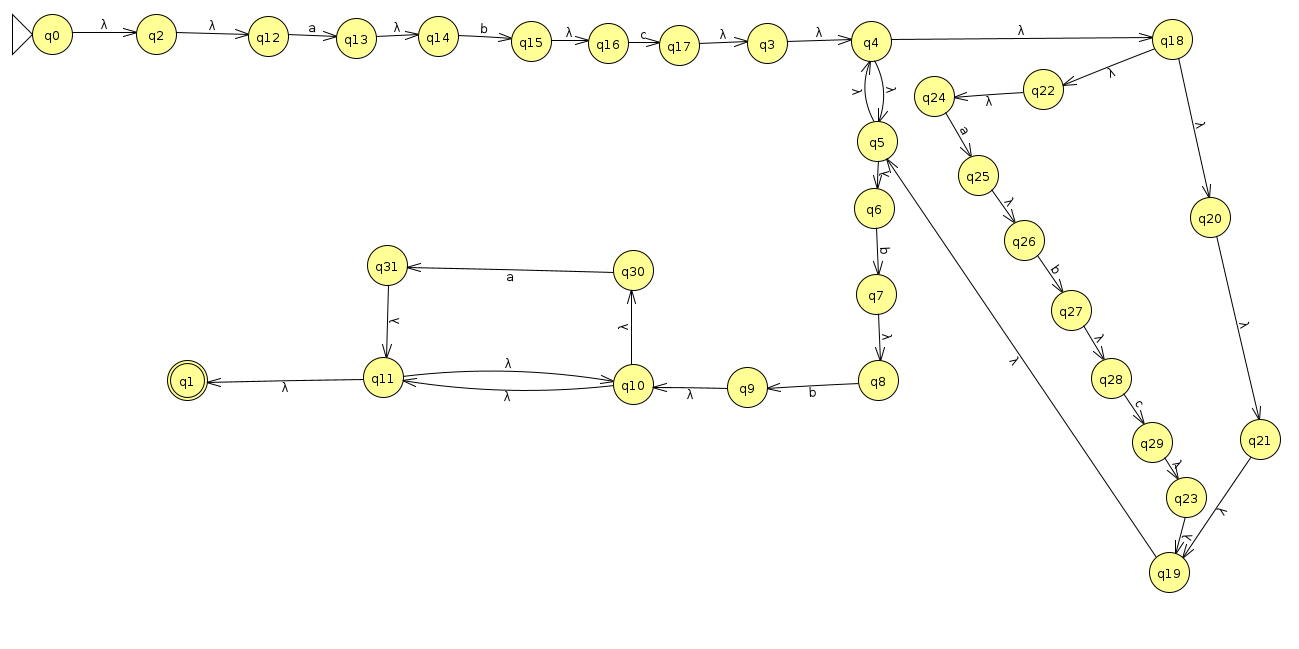 q0 λ q2 λ q12 a q13 λ q14 b q15 λ q16 c q17 λ q3 λ q4 λ q18
λ λ λ q22 λ q24 λ
q5 a
λ q25
q6 λ q20
b q26
q31 a q30 b
λ λ q7 q27 λ
λ λ
q1 λ q11 λ λ q10 λ q9 b q8 q28 λ
c
q29 q21
λ
q23 λ
λ
q19